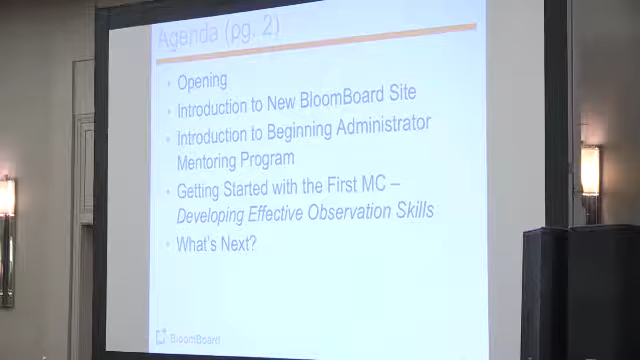 Agenda (pg. 2)
• Opening
• Introduction to New BloomBoard Site
• Introduction to Beginning Administrator
Mentoring Program
• Getting Started with the First MC –
Developing Effective Observation Skills
• What's Next?
BloomBoard